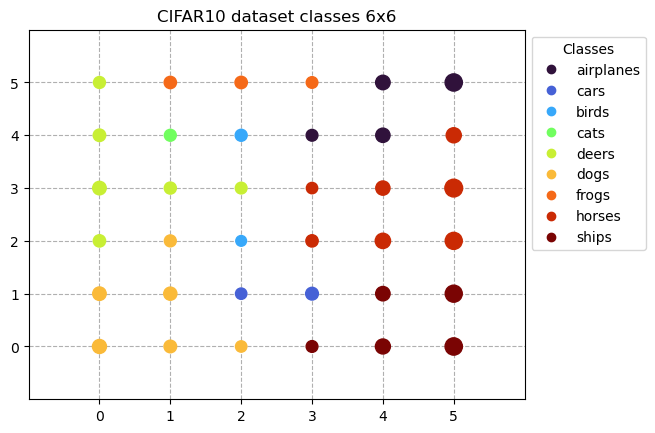 CIFAR10 dataset classes 6x6
Classes
airplanes
cars
birds
cats
deers
dogs
frogs
horses
ships
5
4
3
2
1
0
0 1 2 3 4 5